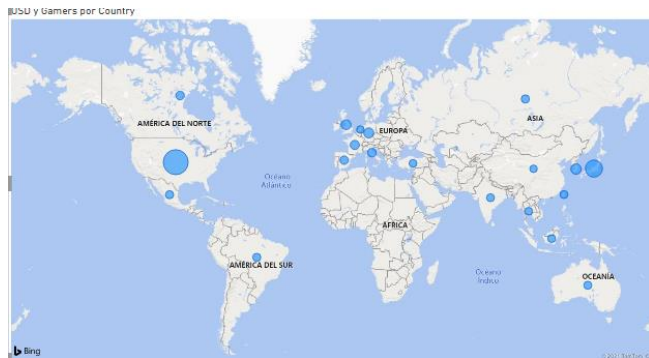 USD y Gamers por Country
AMÉRICA DEL NORTE
EUROPA
ASIA
Océano
Atlántico
ÁFRICA
AMÉRICA DEL SUR
Océano
Índico
OCEANÍA
Bing